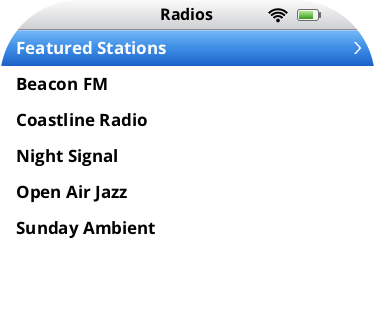 Radios
Featured Stations
Beacon FM
Coastline Radio
Night Signal
Open Air Jazz
Sunday Ambient